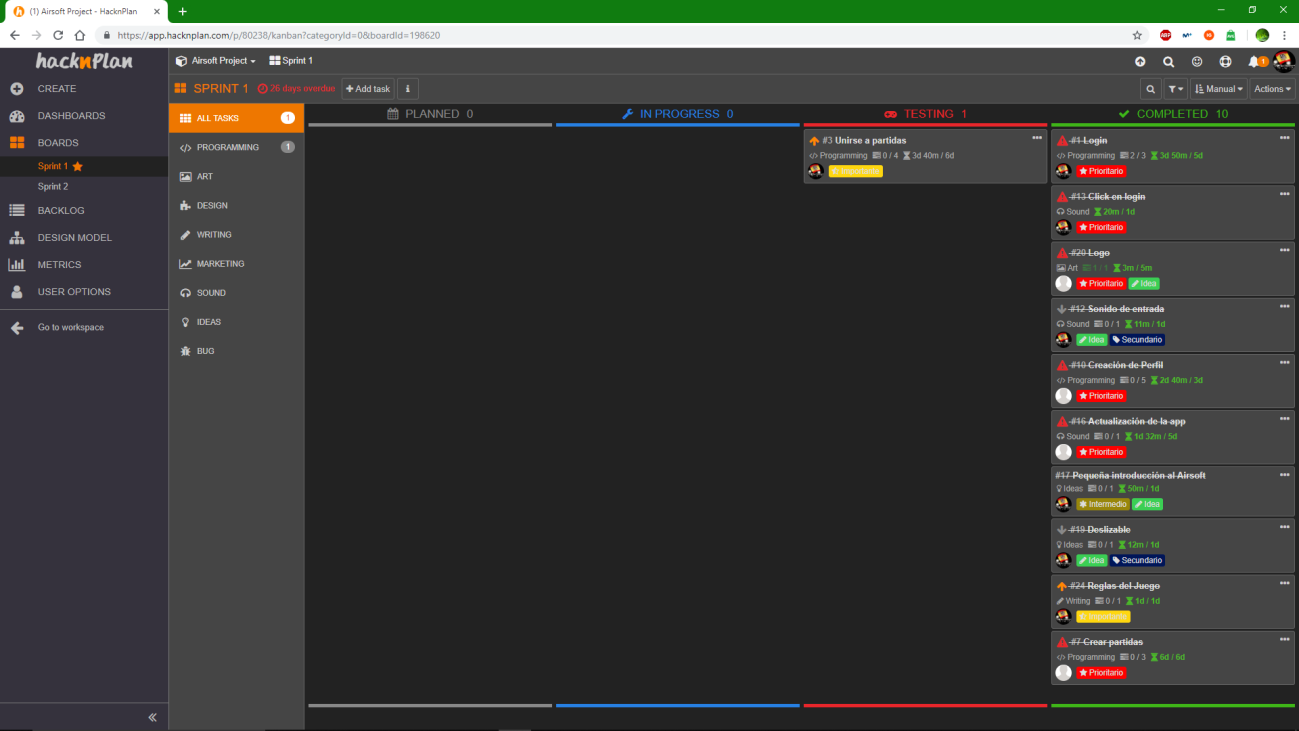 (1) Airsoft Project - HacknPlan
https://app.hacknplan.com/p/80238/kanban?categoryId=0&boardId=198620
ABP
hacknPlan
Airsoft Project
Sprint 1
1
CREATE
DASHBOARDS
BOARDS
Sprint 1
Sprint 2
BACKLOG
DESIGN MODEL
METRICS
USER OPTIONS
Go to workspace
SPRINT 1
26 days overdue
+ Add task
Manual
Actions
ALL TASKS 1
PROGRAMMING 1
ART
DESIGN
WRITING
MARKETING
SOUND
IDEAS
BUG
PLANNED 0
IN PROGRESS 0
TESTING 1
#3 Unirse a partidas
Programming 0 / 4 3d 40m / 6d
Importante
COMPLETED 10
#1 Login
Programming 2 / 3 3d 50m / 5d
Prioritario
#13 Click en login
Sound 20m / 1d
Prioritario
#20 Logo
Art 1 / 1 3m / 5m
Prioritario Idea
#12 Sonido de entrada
Sound 0 / 1 11m / 1d
Idea Secundario
#10 Creación de Perfil
Programming 0 / 5 2d 40m / 3d
Prioritario
#16 Actualización de la app
Sound 0 / 1 1d 32m / 5d
Prioritario
#17 Pequeña introducción al Airsoft
Ideas 0 / 1 50m / 1d
Intermedio Idea
#19 Deslizable
Ideas 0 / 1 12m / 1d
Idea Secundario
#24 Reglas del Juego
Writing 0 / 1 1d / 1d
Importante
#7 Crear partidas
Programming 0 / 3 6d / 6d
Prioritario